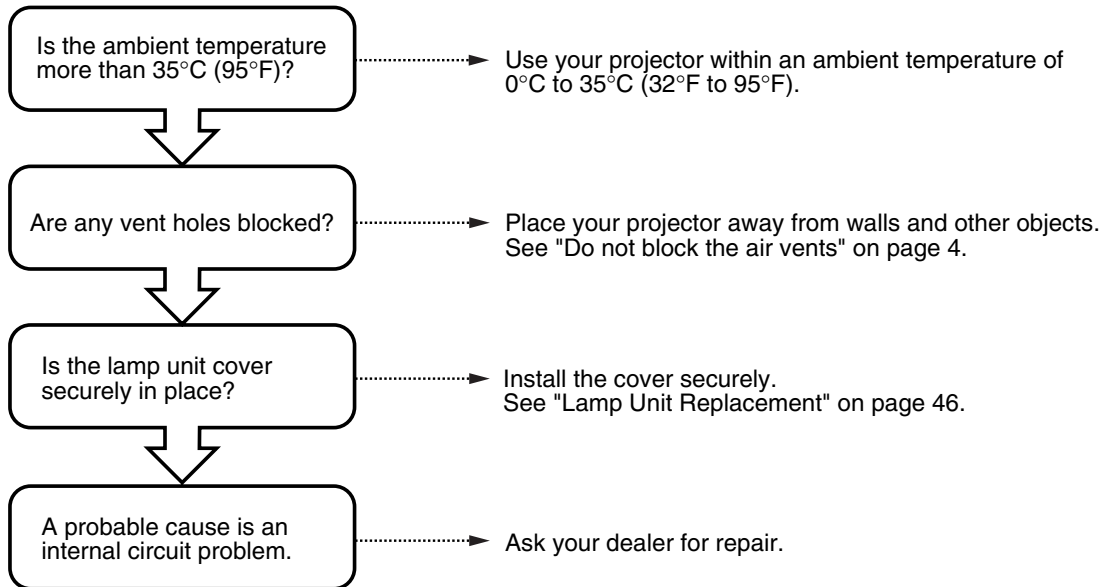 Is the ambient temperature
more than 35°C (95°F)?
Use your projector within an ambient temperature of
0°C to 35°C (32°F to 95°F).
Are any vent holes blocked?
Place your projector away from walls and other objects.
See "Do not block the air vents" on page 4.
Is the lamp unit cover
securely in place?
Install the cover securely.
See "Lamp Unit Replacement" on page 46.
A probable cause is an
internal circuit problem.
Ask your dealer for repair.